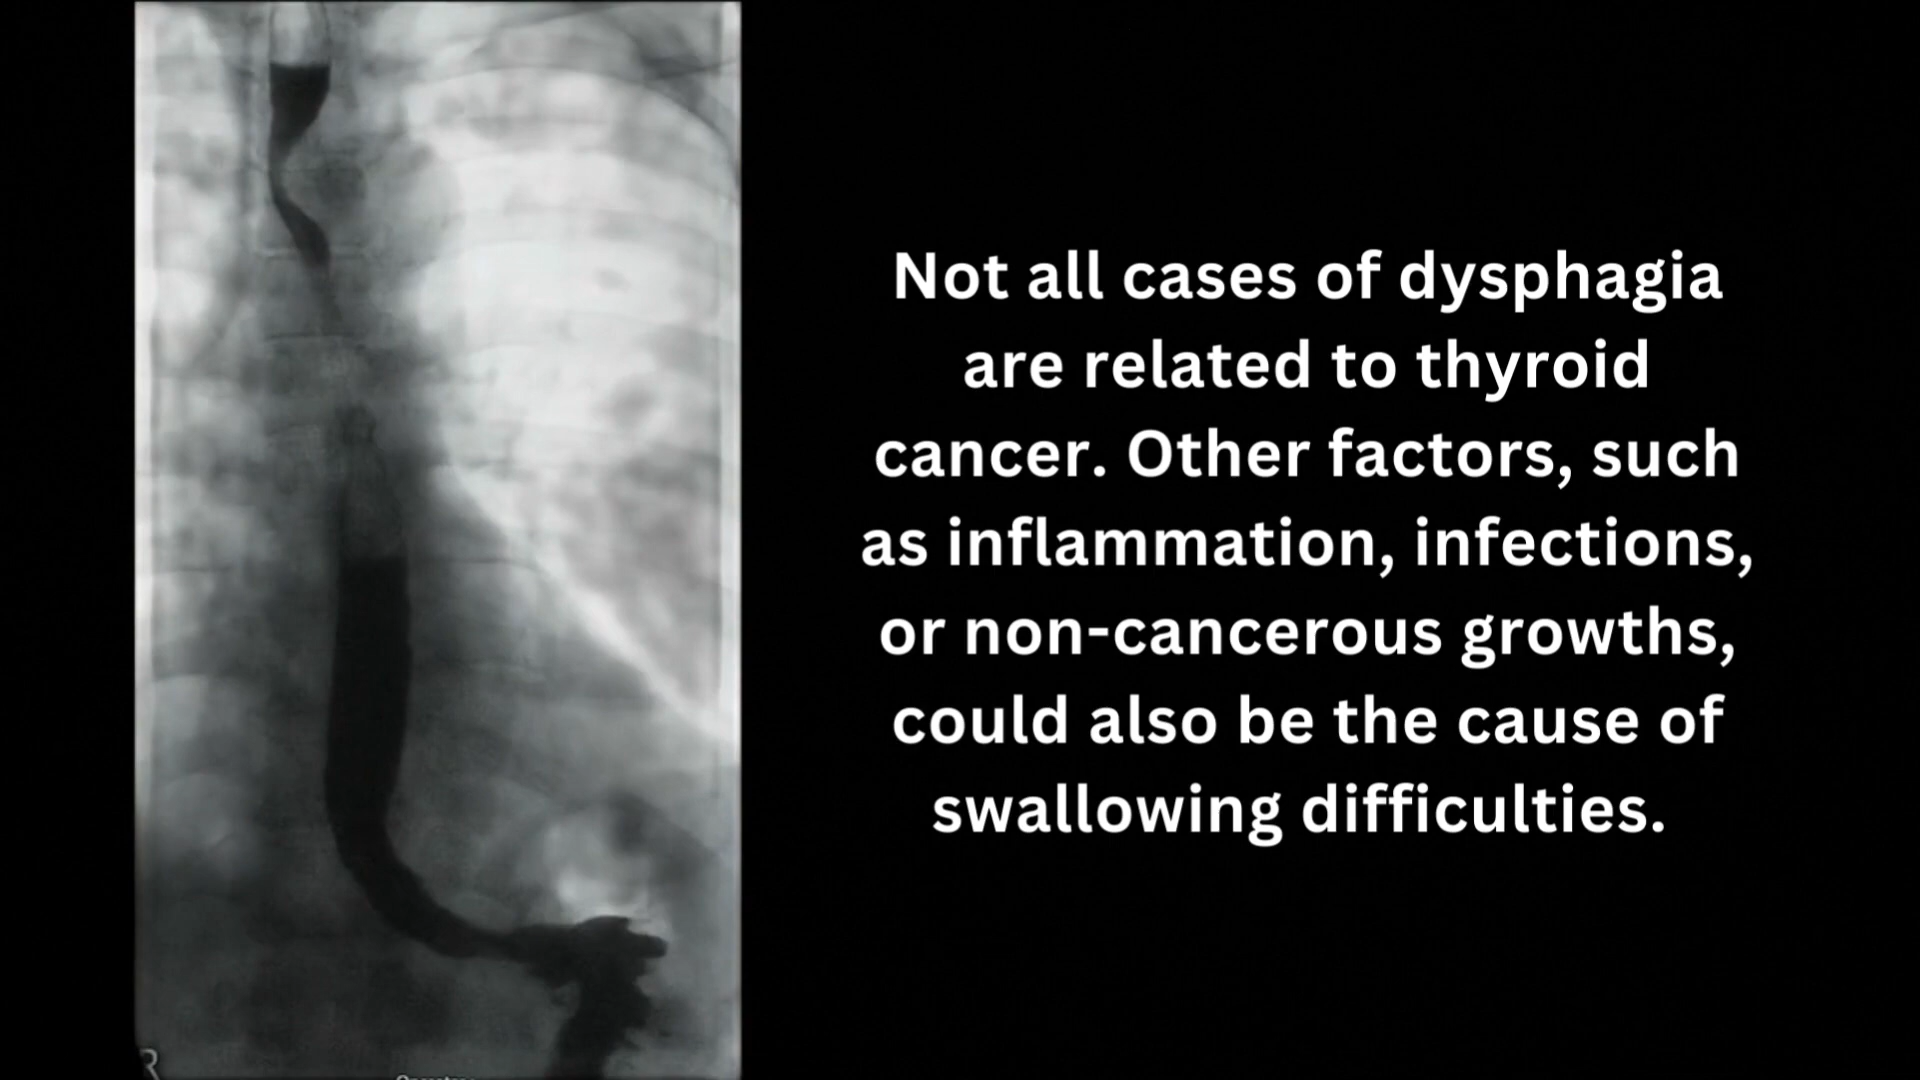 Not all cases of dysphagia
are related to thyroid
cancer. Other factors, such
as inflammation, infections,
or non-cancerous growths,
could also be the cause of
swallowing difficulties.
R